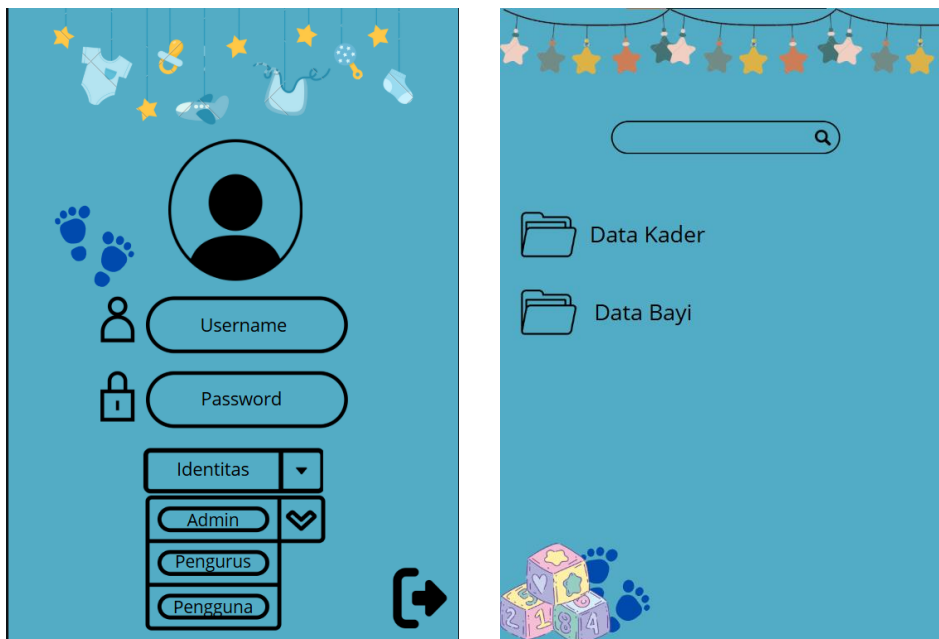 Username
Password
Identitas
Admin
Pengurus
Pengguna
Data Kader
Data Bayi